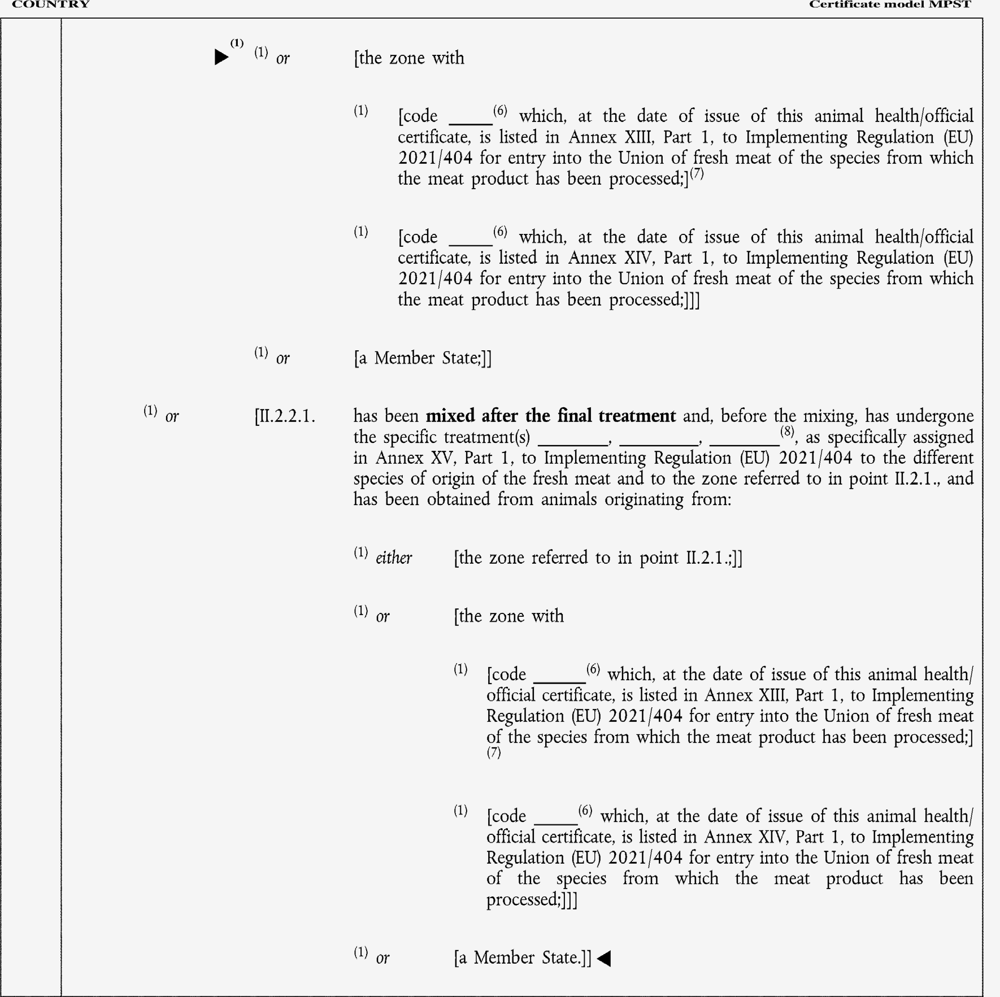 COUNTRY Certificate model MPST
▶(1) (1) or [the zone with
(1) [code _____(6) which, at the date of issue of this animal health/official
certificate, is listed in Annex XIII, Part 1, to Implementing Regulation (EU)
2021/404 for entry into the Union of fresh meat of the species from which
the meat product has been processed;](7)
(1) [code _____(6) which, at the date of issue of this animal health/official
certificate, is listed in Annex XIV, Part 1, to Implementing Regulation (EU)
2021/404 for entry into the Union of fresh meat of the species from which
the meat product has been processed;]]]
(1) or [a Member State;]]
(1) or [II.2.2.1. has been mixed after the final treatment and, before the mixing, has undergone
the specific treatment(s) ________, _________, ________(8), as specifically assigned
in Annex XV, Part 1, to Implementing Regulation (EU) 2021/404 to the different
species of origin of the fresh meat and to the zone referred to in point II.2.1., and
has been obtained from animals originating from:
(1) either [the zone referred to in point II.2.1.;]]
(1) or [the zone with
(1) [code ______(6) which, at the date of issue of this animal health/
official certificate, is listed in Annex XIII, Part 1, to Implementing
Regulation (EU) 2021/404 for entry into the Union of fresh meat
of the species from which the meat product has been processed;]
(7)
(1) [code _____(6) which, at the date of issue of this animal health/
official certificate, is listed in Annex XIV, Part 1, to Implementing
Regulation (EU) 2021/404 for entry into the Union of fresh meat
of the species from which the meat product has been
processed;]]]
(1) or [a Member State.]] ◀